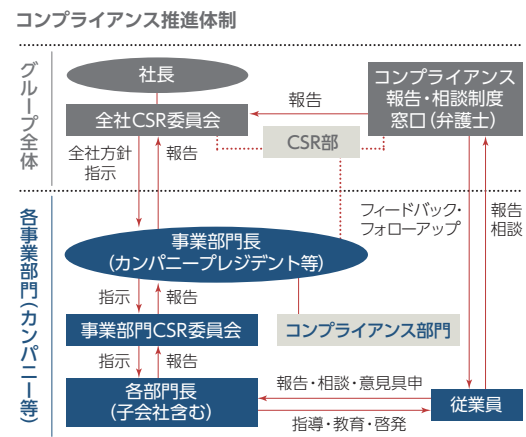 コンプライアンス推進体制
グループ全体
社長
全社CSR委員会
報告
コンプライアンス
報告・相談制度
窓口(弁護士)
CSR部
全社方針
指示
報告
フィードバック・
フォローアップ
報告
相談
各事業部門(カンパニー等)
事業部門長
(カンパニープレジデント等)
指示
報告
事業部門CSR委員会
コンプライアンス部門
指示
報告
各部門長
(子会社含む)
報告・相談・意見具申
指導・教育・啓発
従業員